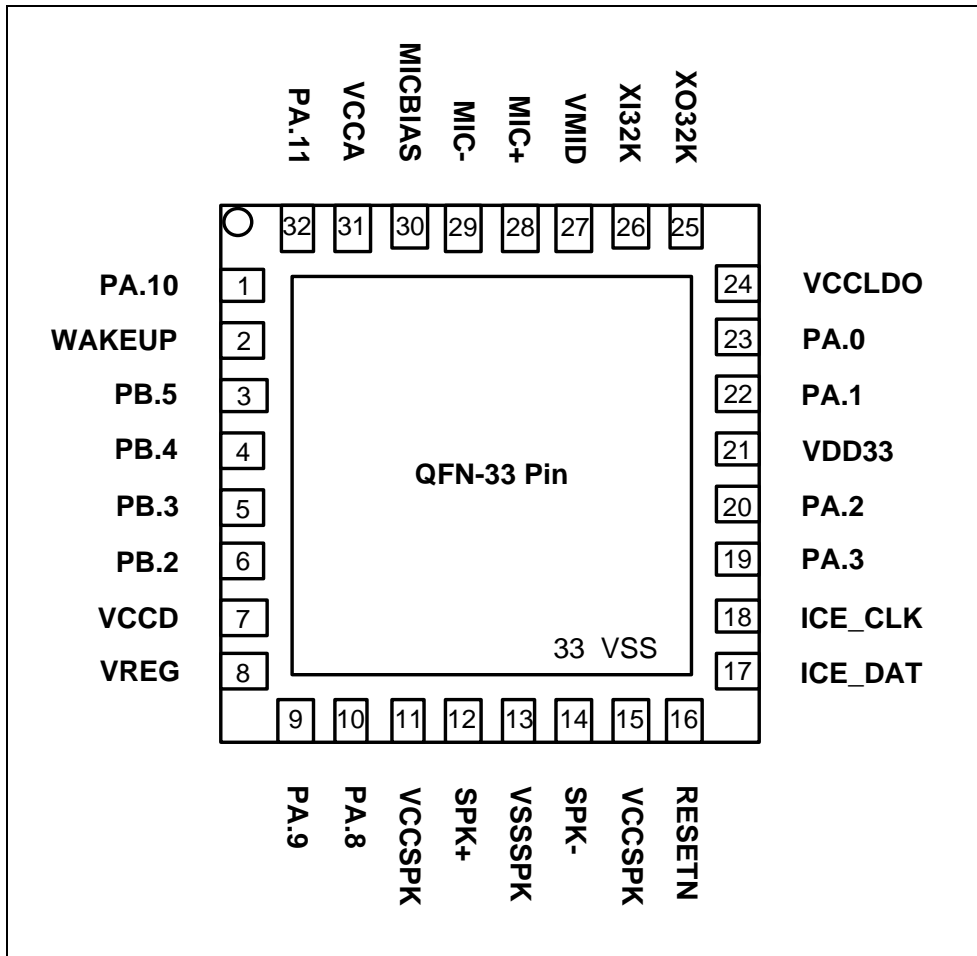 PA.11
VCCA
MICBIAS
MIC-
MIC+
VMID
XI32K
XO32K
32
31
30
29
28
27
26
25
PA.10
1
24
VCCLDO
WAKEUP
2
23
PA.0
PB.5
3
22
PA.1
PB.4
4
QFN-33 Pin
21
VDD33
PB.3
5
20
PA.2
PB.2
6
19
PA.3
VCCD
7
18
ICE_CLK
VREG
8
33 VSS
17
ICE_DAT
9
10
11
12
13
14
15
16
PA.9
PA.8
VCCSPK
SPK+
VSSSPK
SPK-
VCCSPK
RESETN